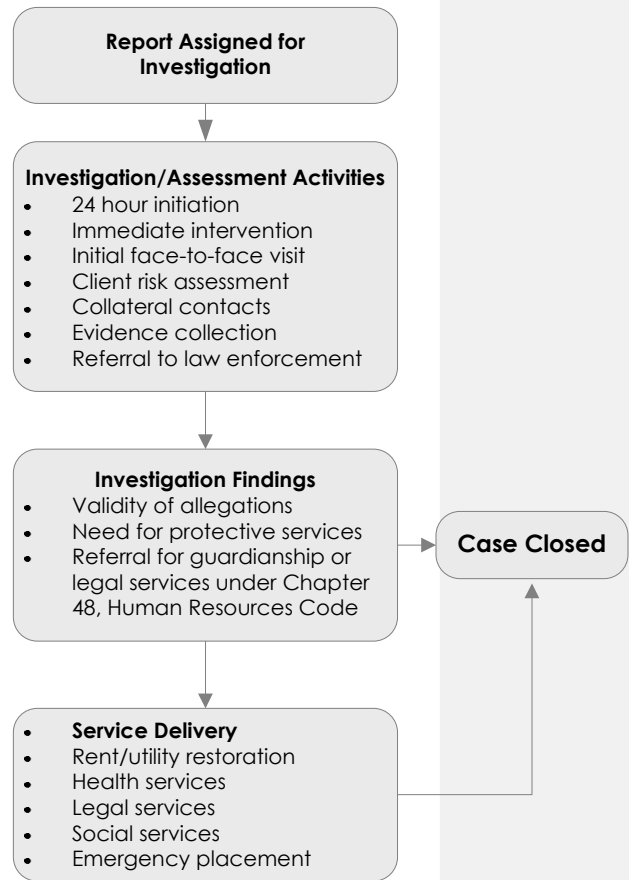 Report Assigned for
Investigation
Investigation/Assessment Activities
• 24 hour initiation
• Immediate intervention
• Initial face-to-face visit
• Client risk assessment
• Collateral contacts
• Evidence collection
• Referral to law enforcement
Investigation Findings
• Validity of allegations
• Need for protective services
• Referral for guardianship or
legal services under Chapter
48, Human Resources Code
Case Closed
• Service Delivery
• Rent/utility restoration
• Health services
• Legal services
• Social services
• Emergency placement